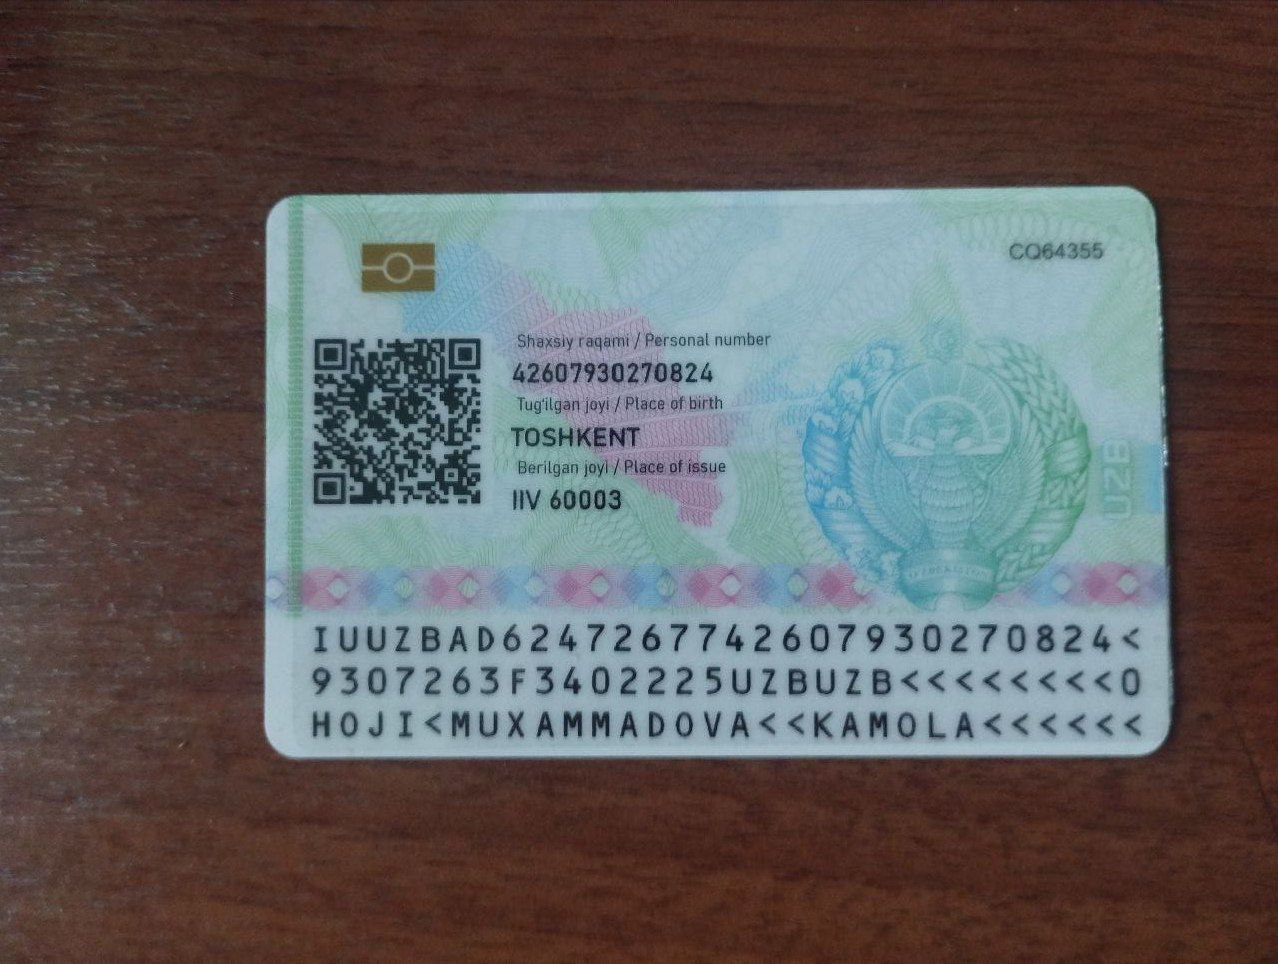 CQ64355
Shaxsiy raqami / Personal number
42607930270824
Tug'ilgan joyi / Place of birth
TOSHKENT
Berilgan joyi / Place of issue
IIV 60003
UZB
IUUZBAD6247267742607930270824<
9307263F3402225UZBUZB<<<<<<<<0
HOJI<MUXAMMADOVA<<KAMOLA<<<<<<